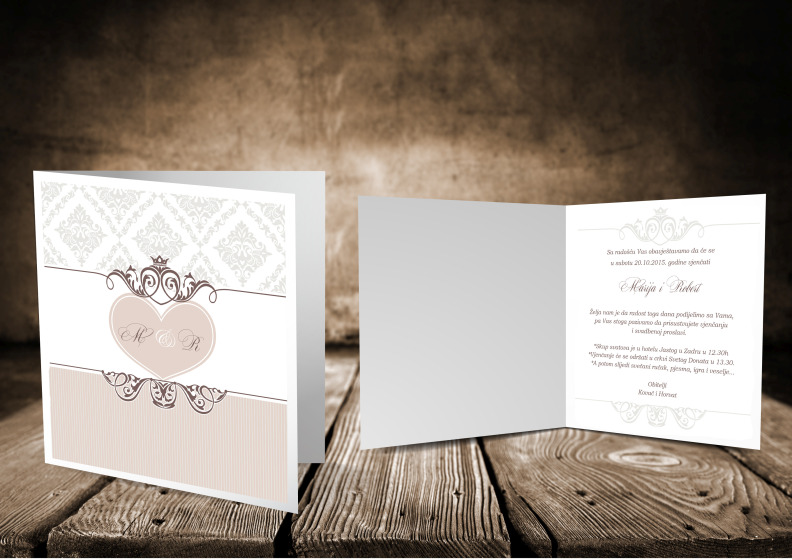 M & R
Sa radošću Vas obavještavamo da će se
u subotu 20.10.2015. godine vjenčati
Marija i Robert
Želja nam je da radost toga dana podijelimo sa Vama,
pa Vas stoga pozivamo da prisustvujete vjenčanju
i svedbenoj proslavi.
*Skup svatova je u hotelu Jastog u Zadru u 12.30h
*Vjenčanje će se održati u crkvi Svetog Donata u 13.30.
*A potom slijedi svatovni ručak, pjesma, igra i veselje...
Obitelji
Kovač i Horvat